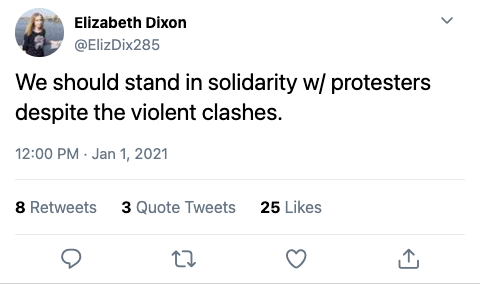 Elizabeth Dixon
@ElizDix285
We should stand in solidarity w/ protesters
despite the violent clashes.
12:00 PM · Jan 1, 2021
8 Retweets 3 Quote Tweets 25 Likes